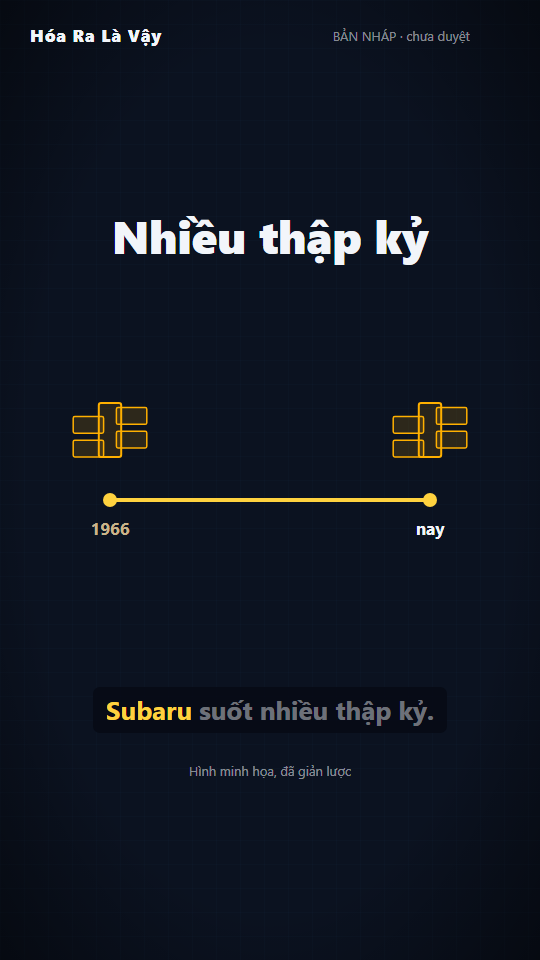 Hóa Ra Là Vậy
BẢN NHÁP · chưa duyệt
Nhiều thập kỷ
1966
nay
Subaru suốt nhiều thập kỷ.
Hình minh họa, đã giản lược